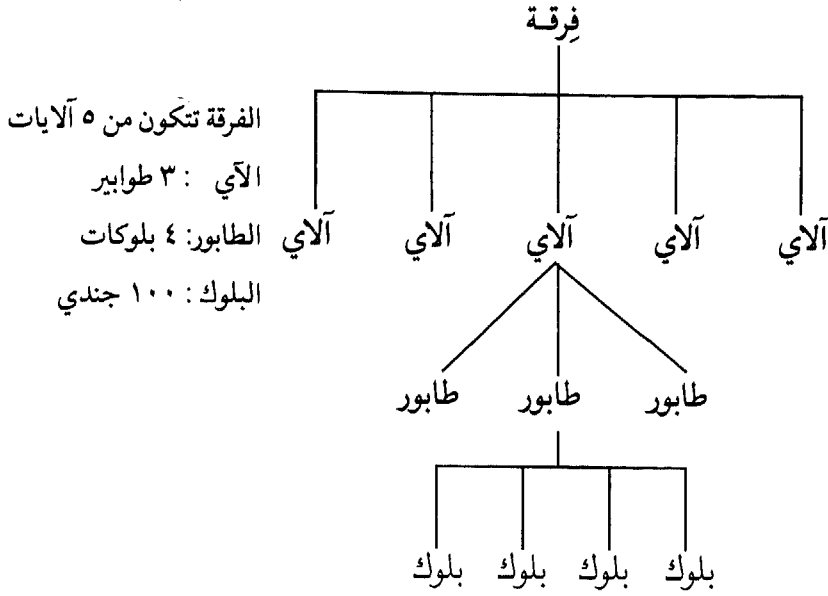 فِرقـة
الفرقة تتكون من ٥ آلايات
الآي : ٣ طوابير
الطابور: ٤ بلوكات
البلوك : ١٠٠ جندي
آلاي آلاي آلاي آلاي آلاي
طابور طابور طابور
بلوك بلوك بلوك بلوك